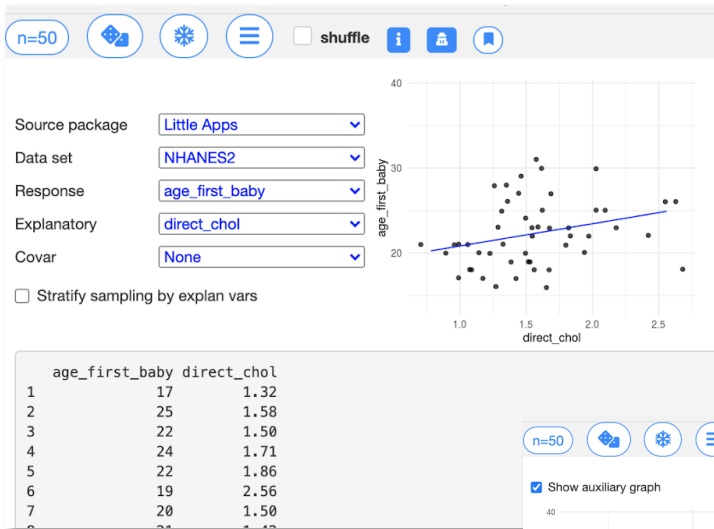 n=50
shuffle
Source package Little Apps
Data set NHANES2
Response age_first_baby
Explanatory direct_chol
Covar None
Stratify sampling by explan vars
40
30
20
age_first_baby
1.0 1.5 2.0 2.5
direct_chol
age_first_baby direct_chol
1 17 1.32
2 25 1.58
3 22 1.50
4 24 1.71
5 22 1.86
6 19 2.56
7 20 1.50
n=50
Show auxiliary graph
40